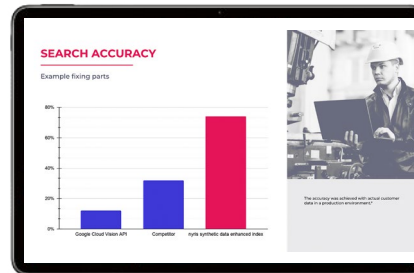 SEARCH ACCURACY
Example fixing parts
80%
60%
40%
20%
0%
Google Cloud Vision API
Competitor
nyris synthetic data enhanced index
The accuracy was achieved with actual customer
data in a production environment.*